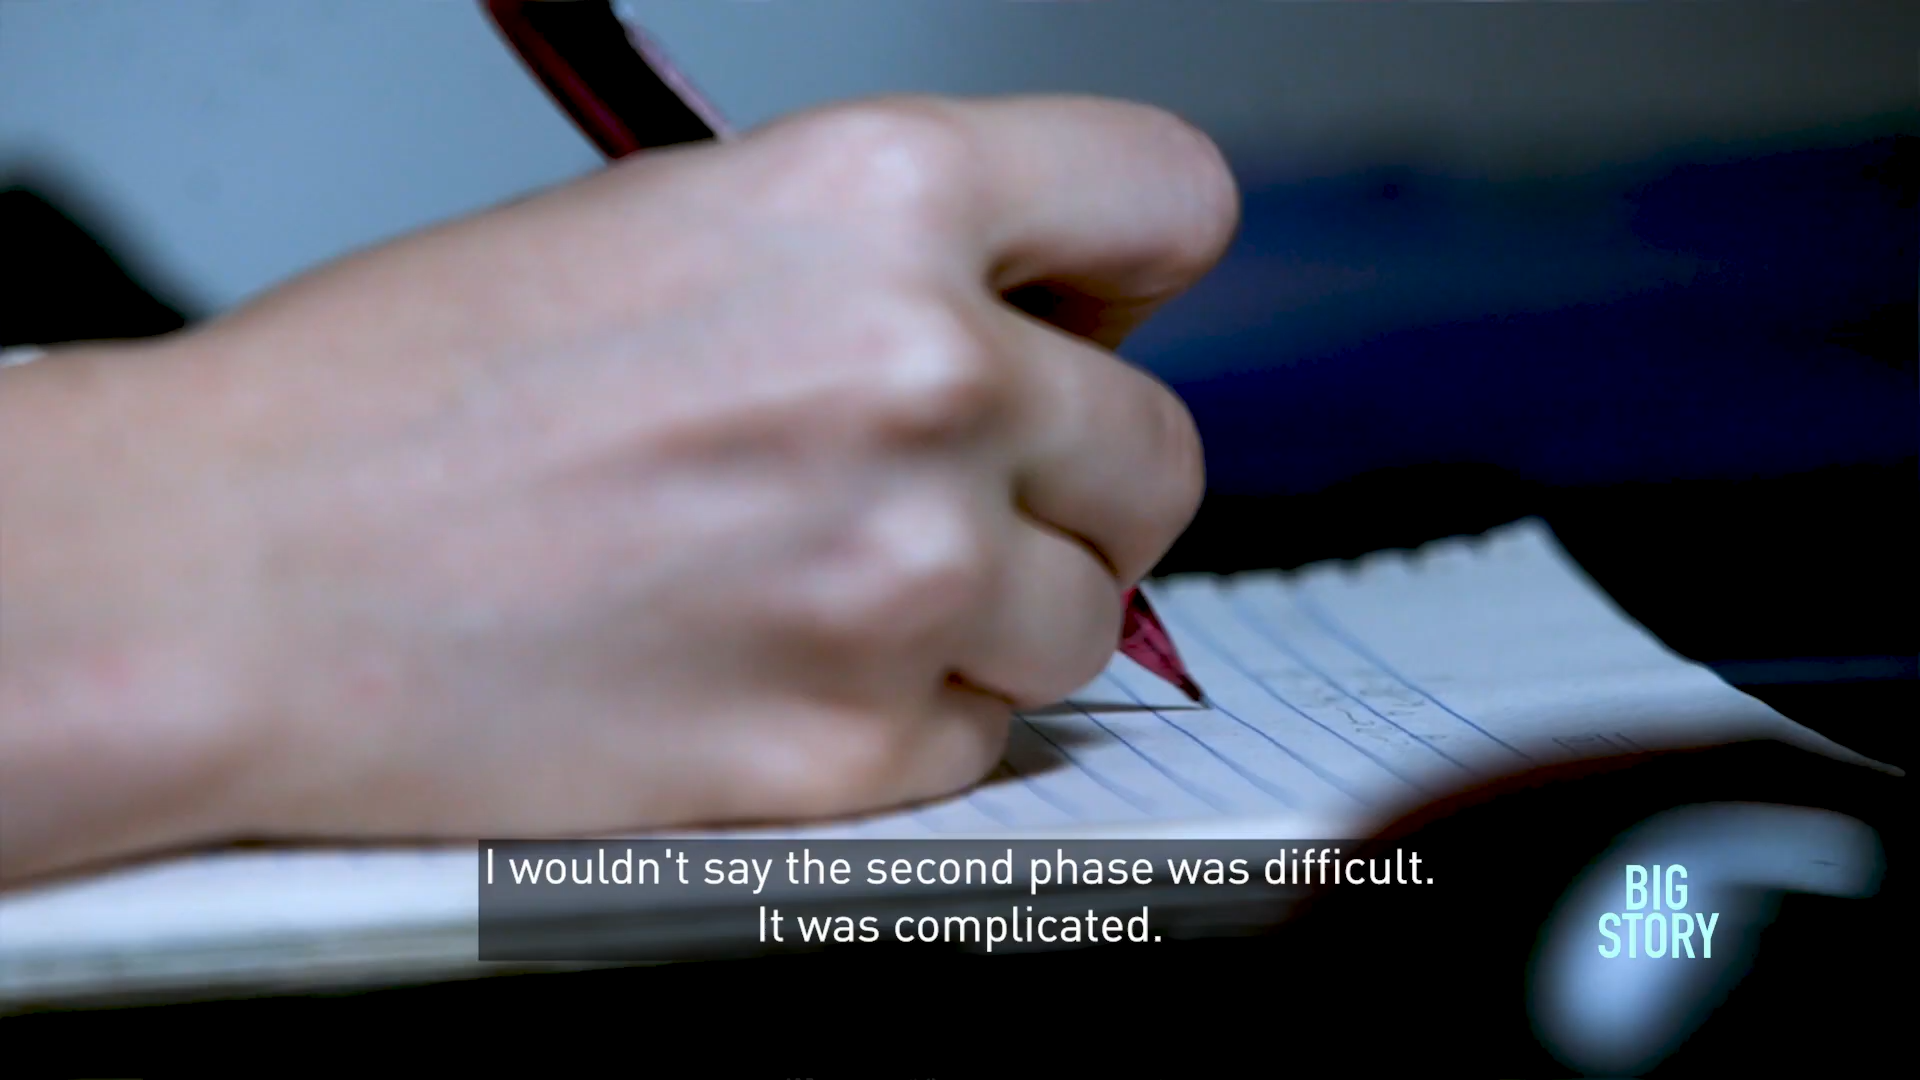 I wouldn't say the second phase was difficult.
It was complicated.
BIG
STORY